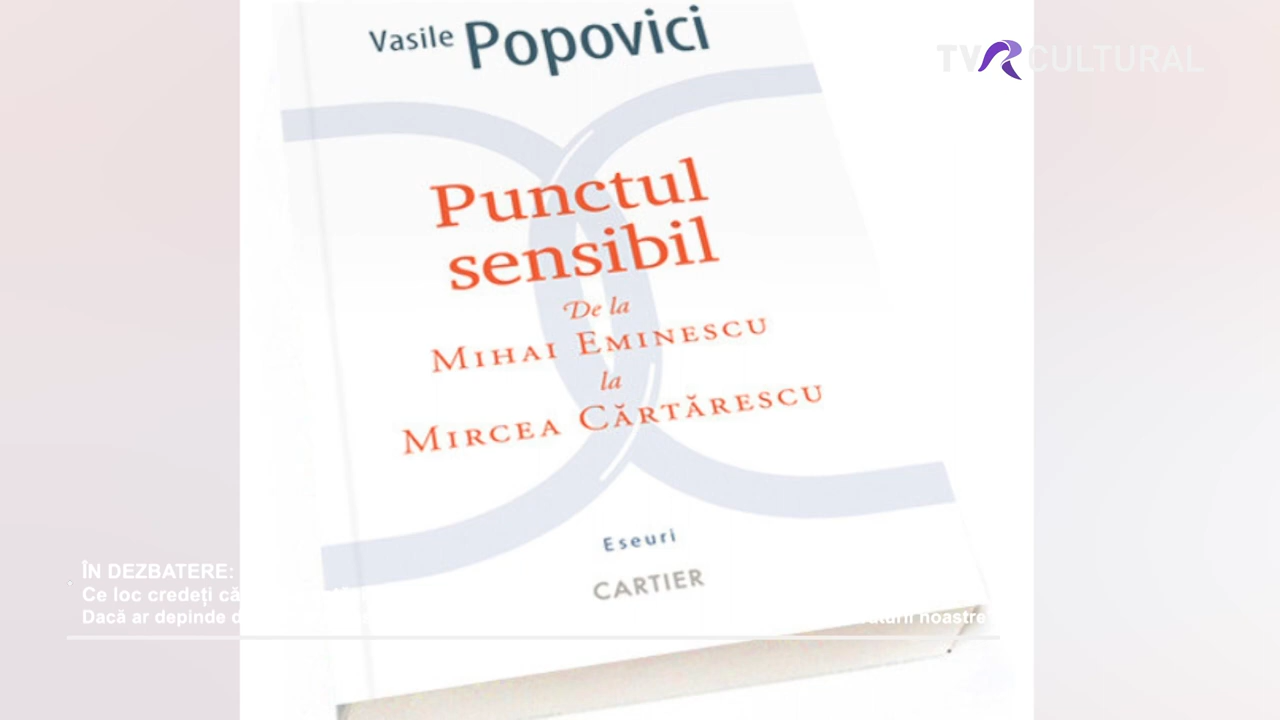 Vasile Popovici
TVR CULTURAL
Punctul
sensibil
De la
MIHAI EMINESCU
la
MIRCEA CĂRTĂRESCU
Eseuri
CARTIER
ÎN DEZBATERE:
Ce loc credeți că
Dacă ar depinde noastre